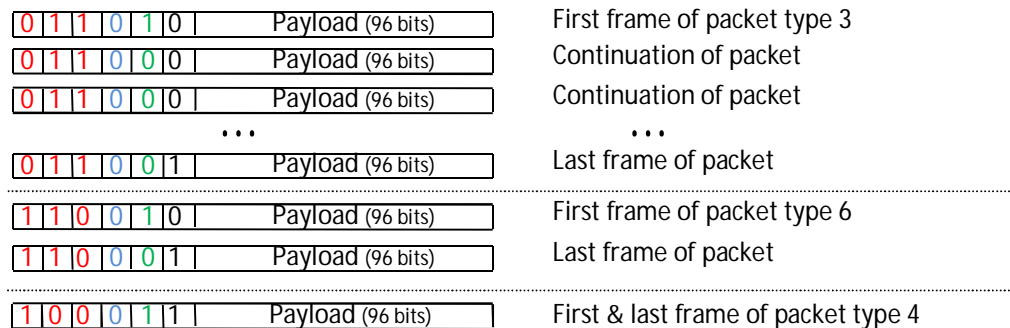 0 1 1 0 1 0 Payload (96 bits) First frame of packet type 3
0 1 1 0 0 0 Payload (96 bits) Continuation of packet
0 1 1 0 0 0 Payload (96 bits) Continuation of packet
... ...
0 1 1 0 0 1 Payload (96 bits) Last frame of packet
1 1 0 0 1 0 Payload (96 bits) First frame of packet type 6
1 1 0 0 0 1 Payload (96 bits) Last frame of packet
1 0 0 0 1 1 Payload (96 bits) First & last frame of packet type 4